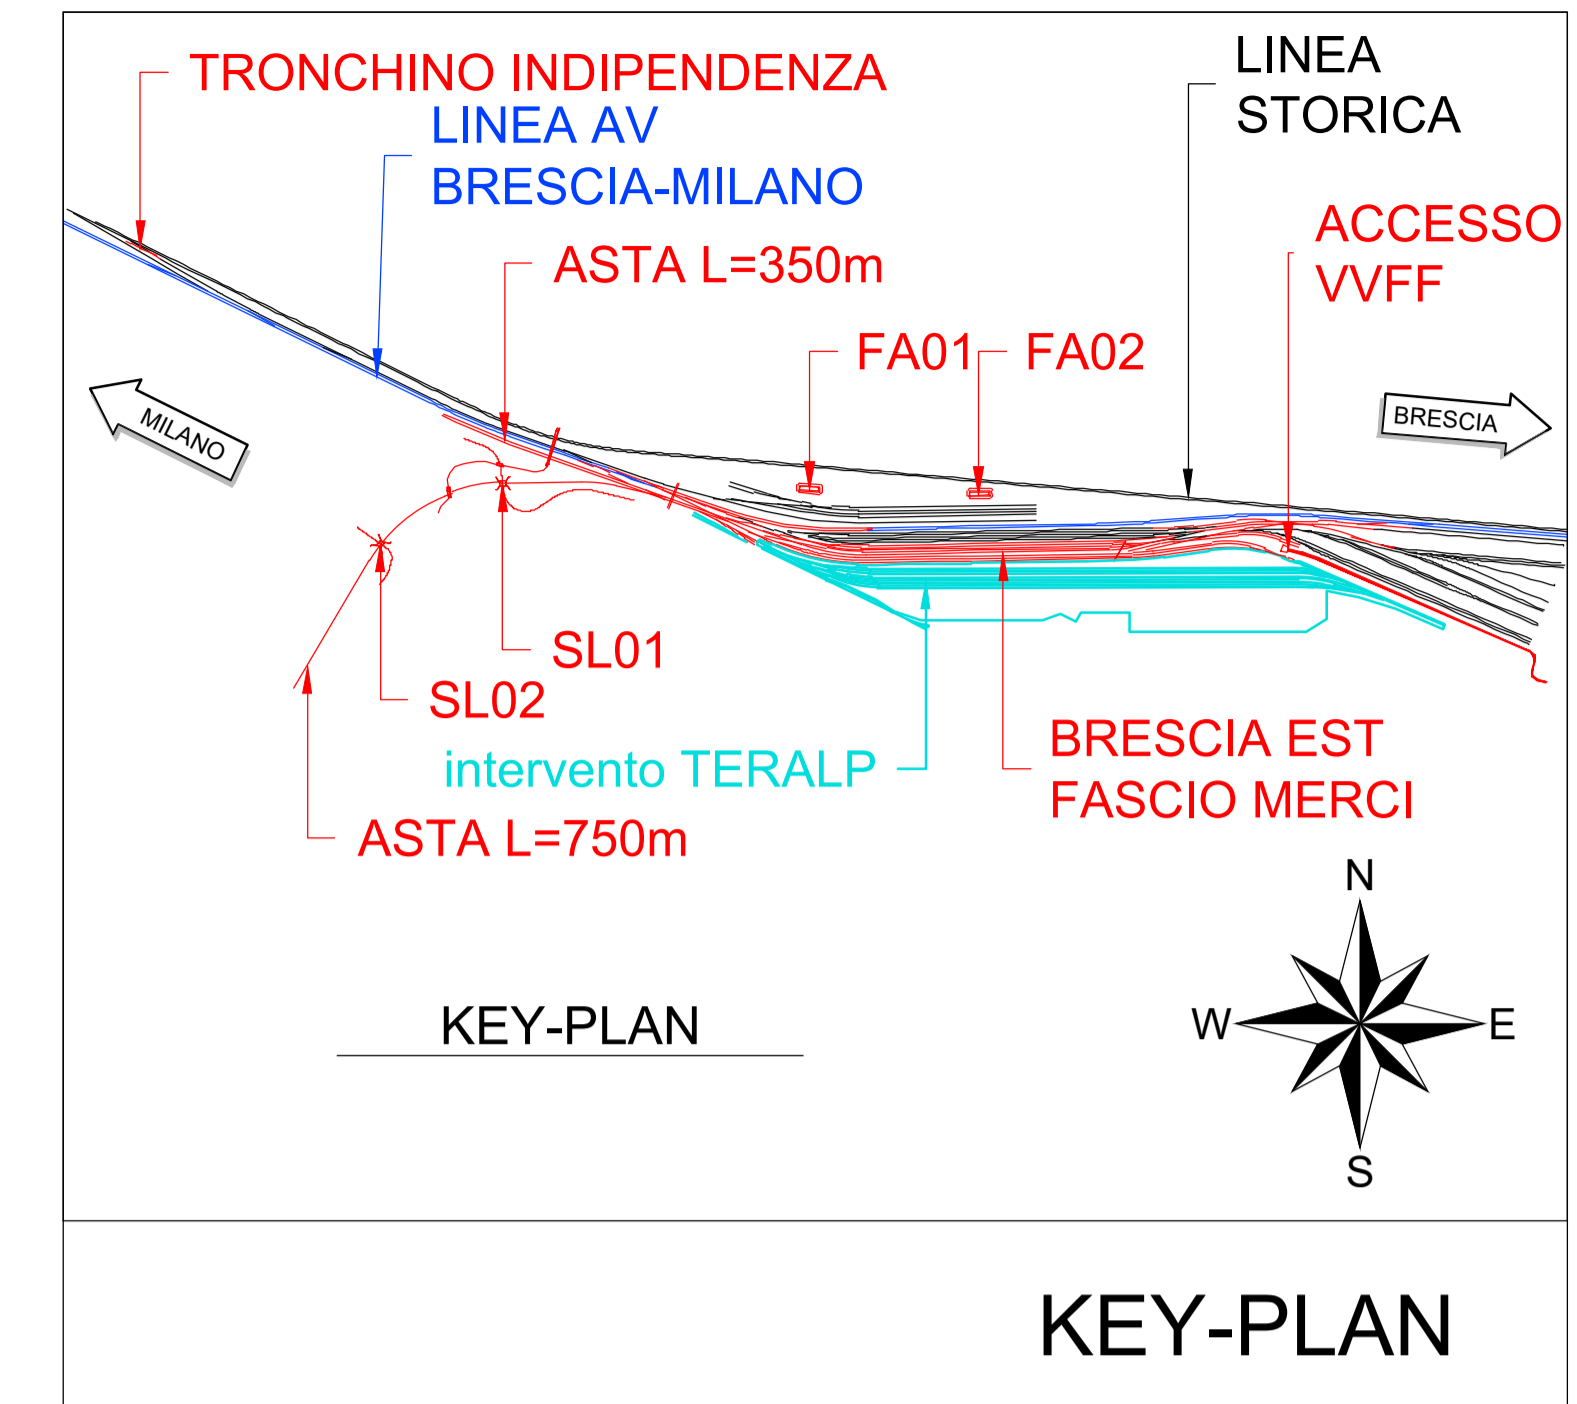 TRONCHINO INDIPENDENZA
LINEA AV
BRESCIA-MILANO
LINEA
STORICA
ASTA L=350m
ACCESSO
VVFF
FA01
FA02
MILANO
BRESCIA
SL01
SL02
intervento TERALP
BRESCIA EST
FASCIO MERCI
ASTA L=750m
N
W
E
S
KEY-PLAN
KEY-PLAN